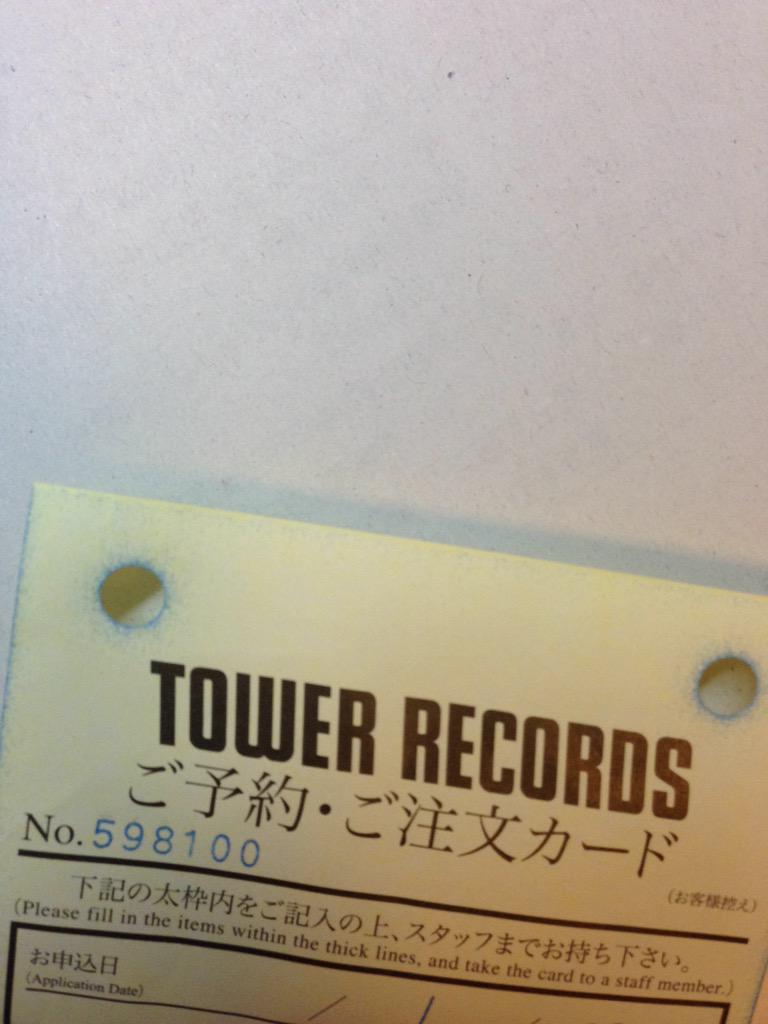 TOWER RECORDS
ご予約・ご注文カード
No. 598100
(お客様控え)
下記の太枠内をご記入の上、スタッフまでお持ち下さい。
(Please fill in the items within the thick lines, and take the card to a staff member.)
お申込日
(Application Date)